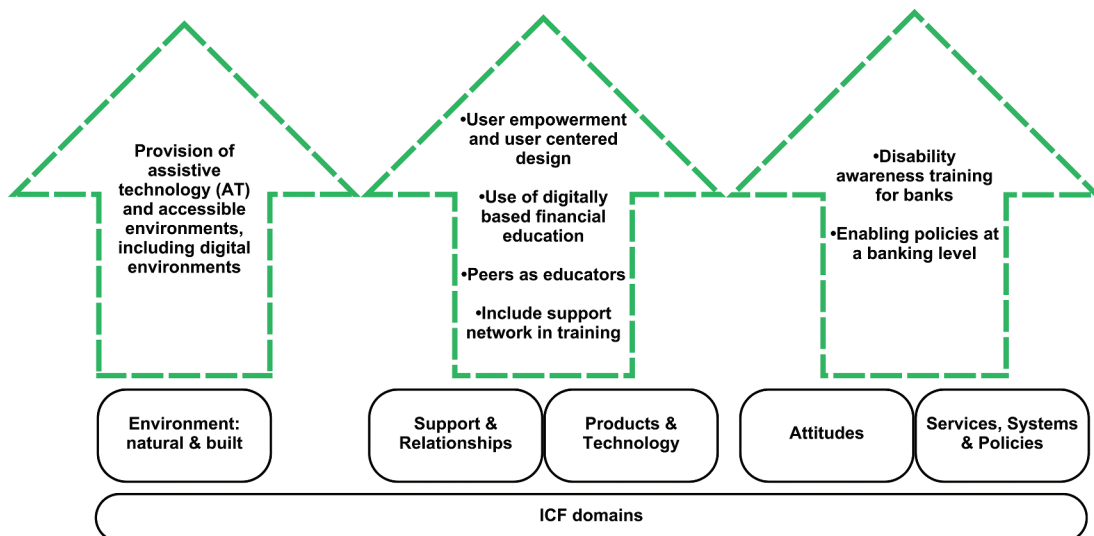 Provision of
assistive
technology (AT)
and accessible
environments,
including digital
environments
•User empowerment
and user centered
design
•Use of digitally
based financial
education
•Peers as educators
•Include support
network in training
•Disability
awareness training
for banks
•Enabling policies at
a banking level
Environment:
natural & built
Support &
Relationships
Products &
Technology
Attitudes
Services, Systems
& Policies
ICF domains